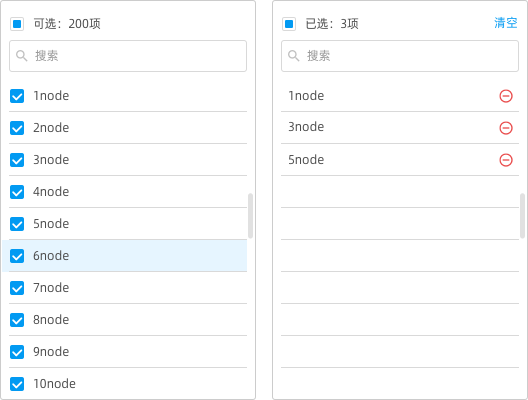 可选：200项
搜索
1node
2node
3node
4node
5node
6node
7node
8node
9node
10node
已选：3项
清空
搜索
1node
3node
5node